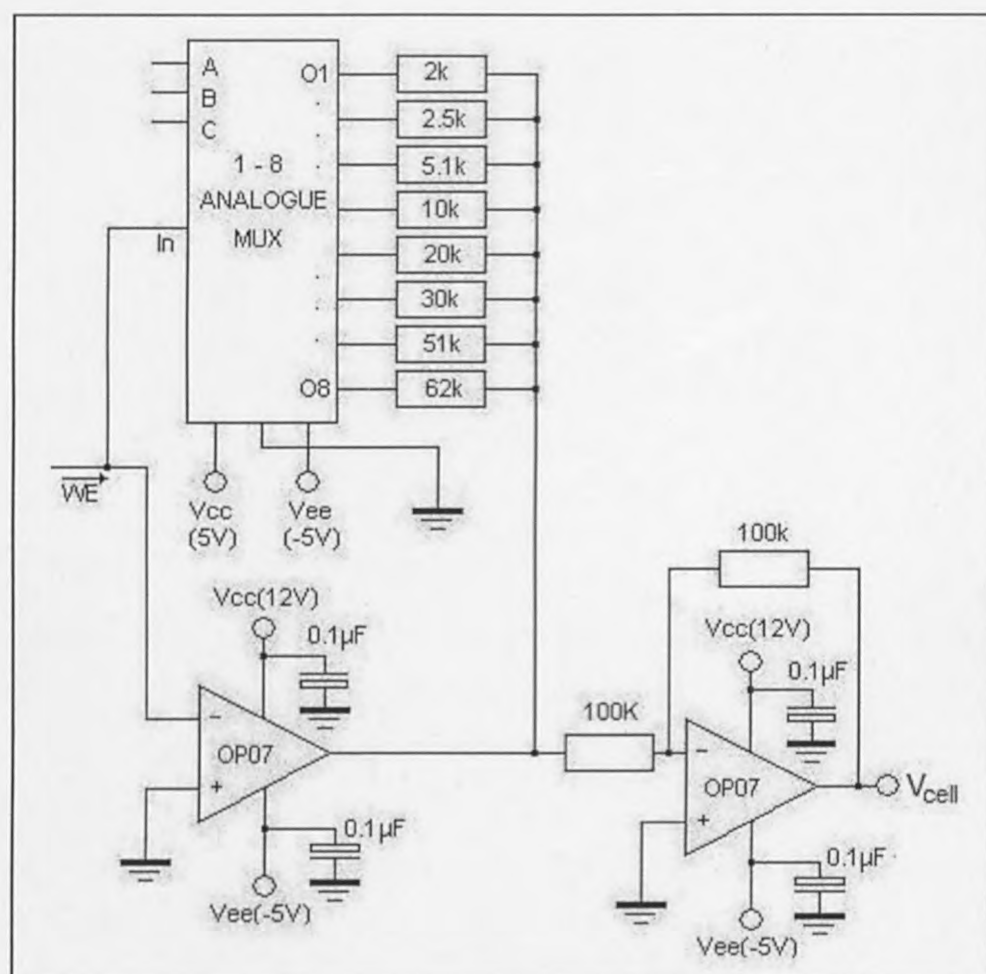 A
B
C
1 - 8
ANALOGUE
MUX
In
O1
O8
2k
2.5k
5.1k
10k
20k
30k
51k
62k
WE
Vcc
(5V)
Vee
(-5V)
Vcc(12V)
0.1µF
-
OP07
+
0.1µF
Vee(-5V)
100k
Vcc(12V)
0.1µF
100K
-
OP07
+
Vcell
0.1µF
Vee(-5V)